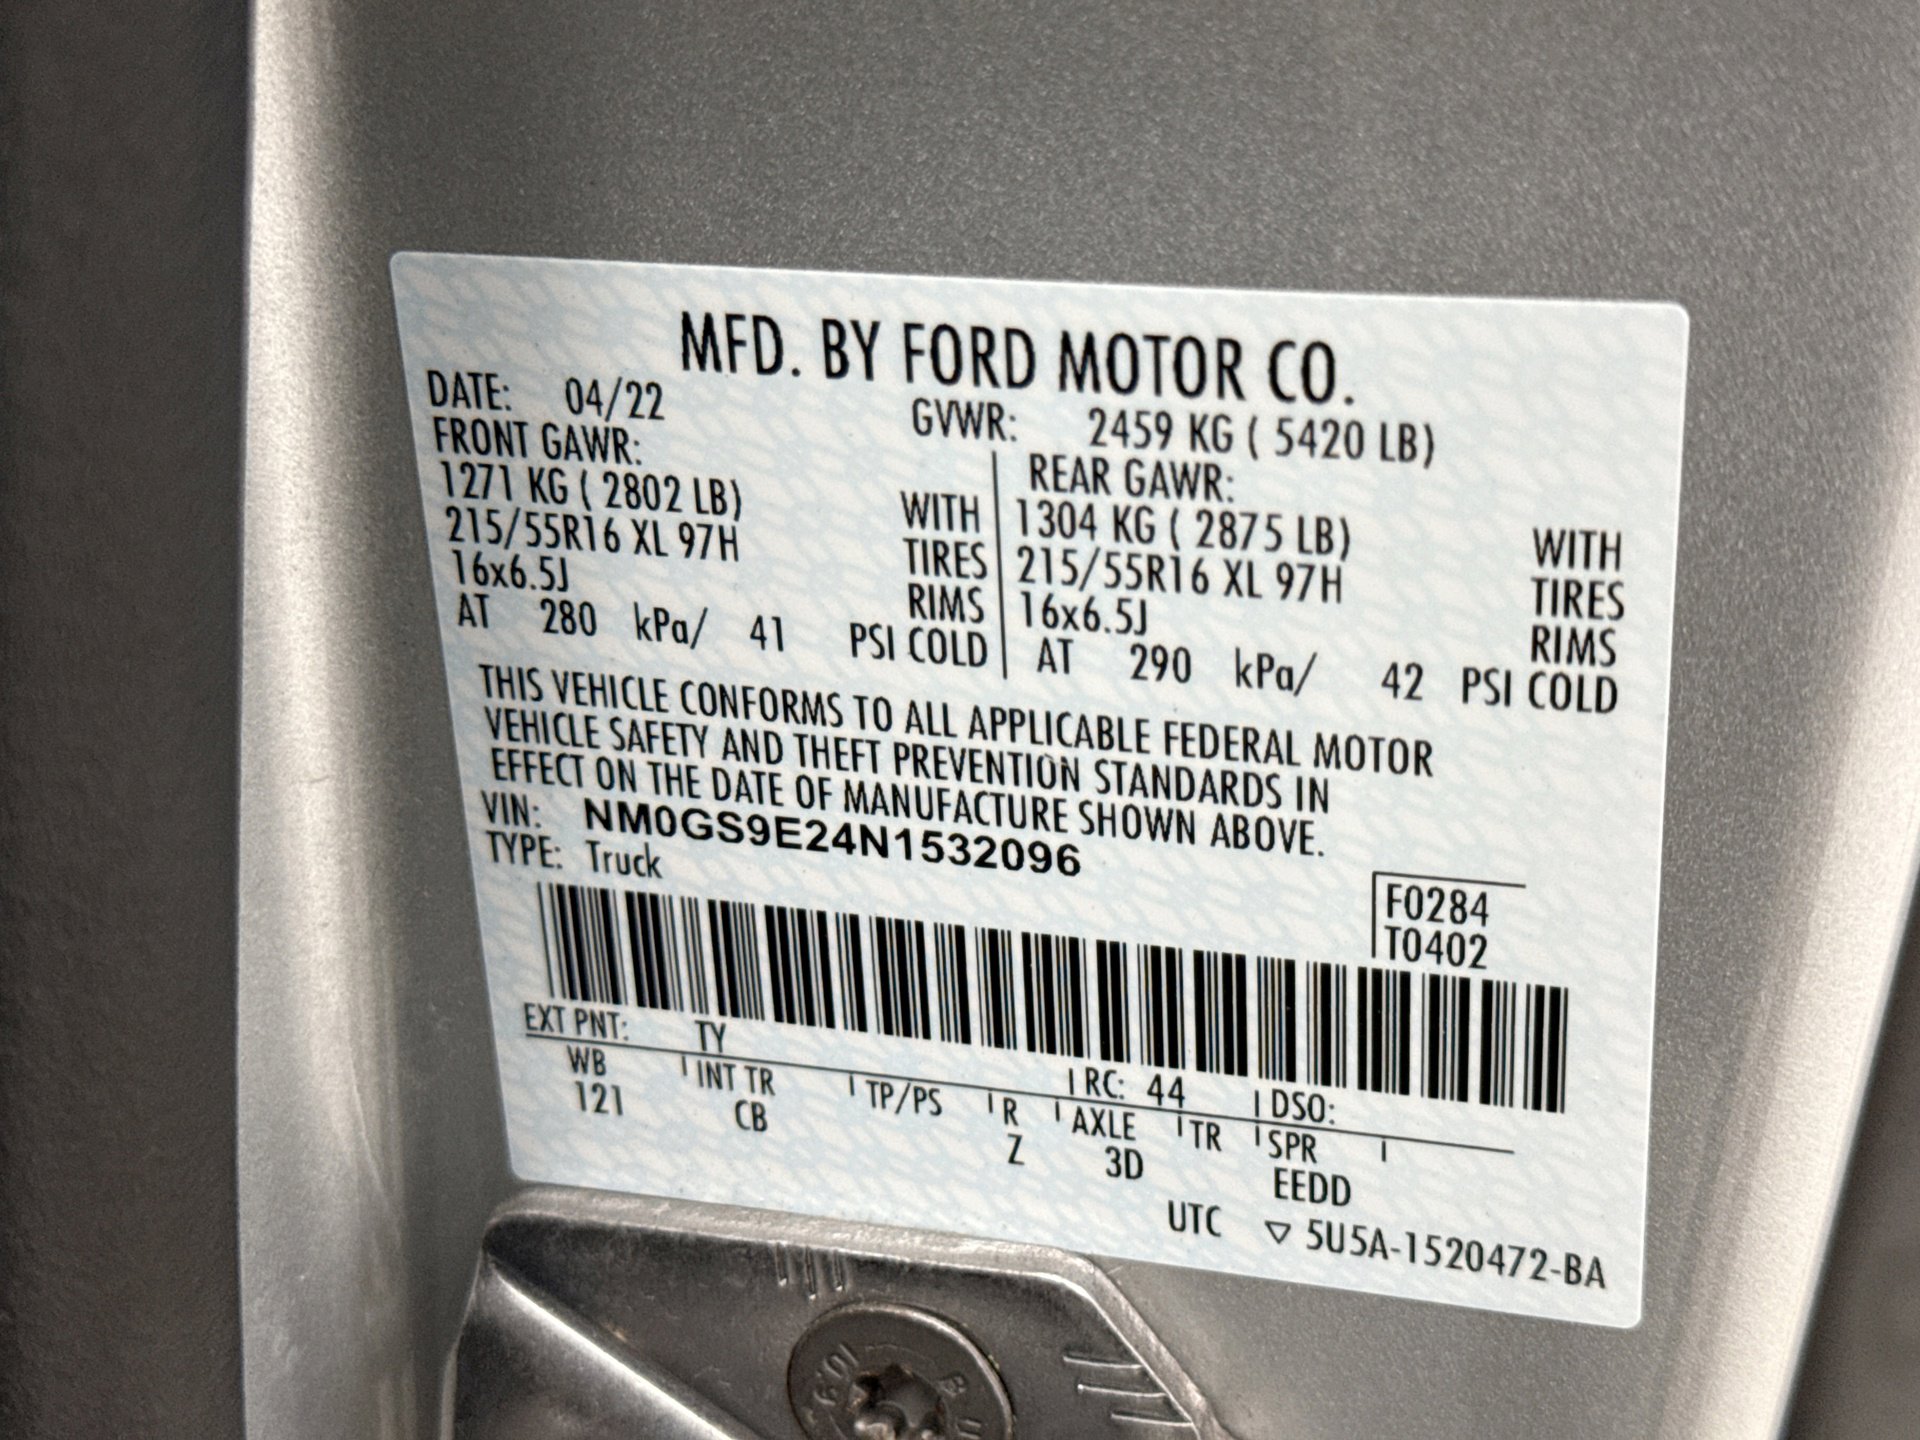 MFD. BY FORD MOTOR CO.
DATE: 04/22 GVWR: 2459 KG ( 5420 LB)
FRONT GAWR: REAR GAWR:
1271 KG ( 2802 LB) WITH 1304 KG ( 2875 LB) WITH
215/55R16 XL 97H TIRES 215/55R16 XL 97H TIRES
16x6.5J RIMS 16x6.5J RIMS
AT 280 kPa/ 41 PSI COLD AT 290 kPa/ 42 PSI COLD
THIS VEHICLE CONFORMS TO ALL APPLICABLE FEDERAL MOTOR
VEHICLE SAFETY AND THEFT PREVENTION STANDARDS IN
EFFECT ON THE DATE OF MANUFACTURE SHOWN ABOVE.
VIN: NM0GS9E24N1532096
TYPE: Truck
F0284
T0402
EXT PNT: TY RC: 44 DSO:
WB INT TR TP/PS R AXLE TR SPR
121 CB Z 3D EEDD
UTC ▽ 5U5A-1520472-BA
10.9